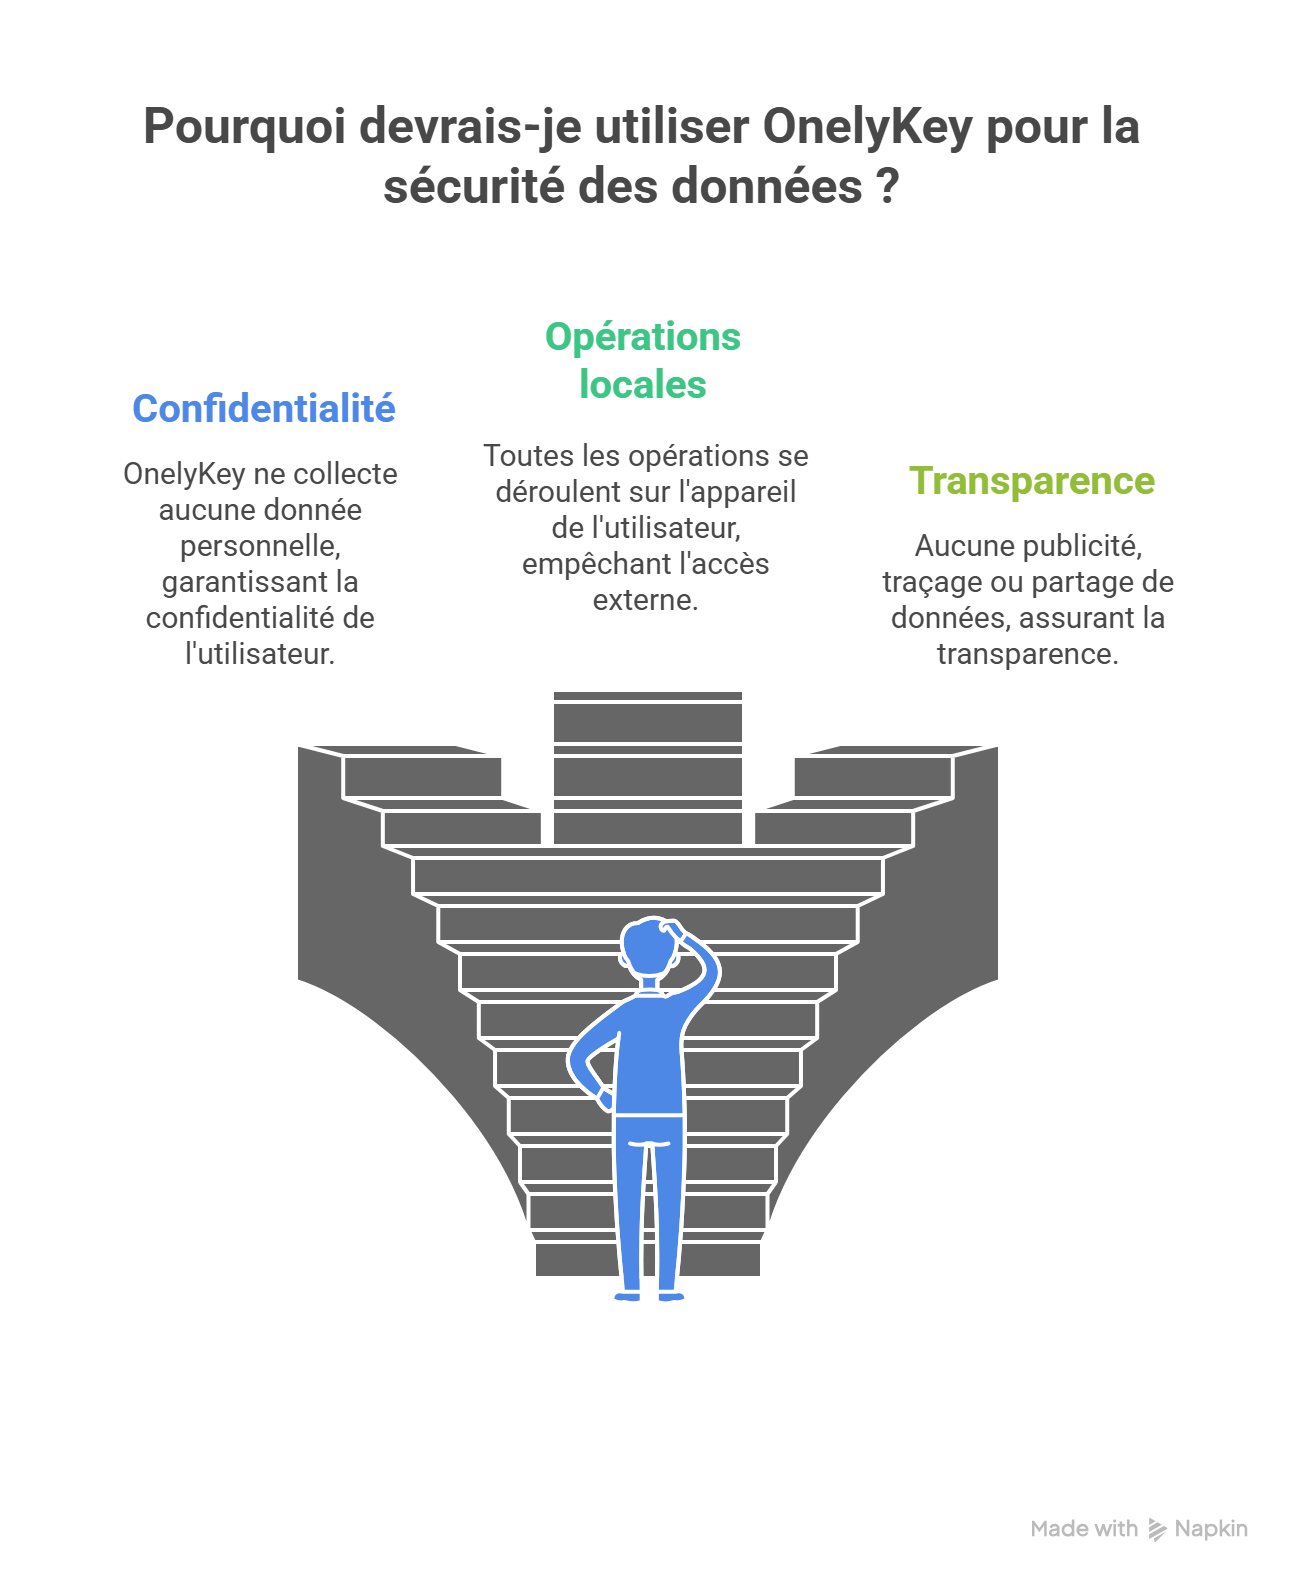 Pourquoi devrais-je utiliser OnelyKey pour la
sécurité des données ?
Confidentialité
OnelyKey ne collecte
aucune donnée
personnelle,
garantissant la
confidentialité de
l'utilisateur.
Opérations
locales
Toutes les opérations se
déroulent sur l'appareil
de l'utilisateur,
empêchant l'accès
externe.
Transparence
Aucune publicité,
traçage ou partage de
données, assurant la
transparence.
Made with Napkin